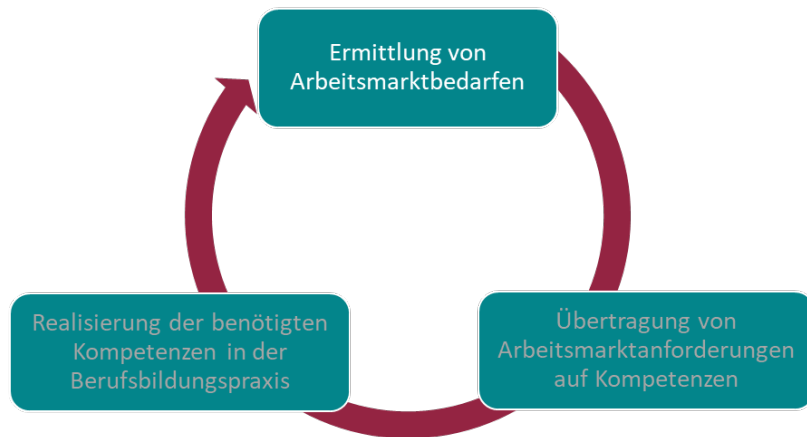 Ermittlung von
Arbeitsmarktbedarfen
Realisierung der benötigten
Kompetenzen in der
Berufsbildungspraxis
Übertragung von
Arbeitsmarktanforderungen
auf Kompetenzen